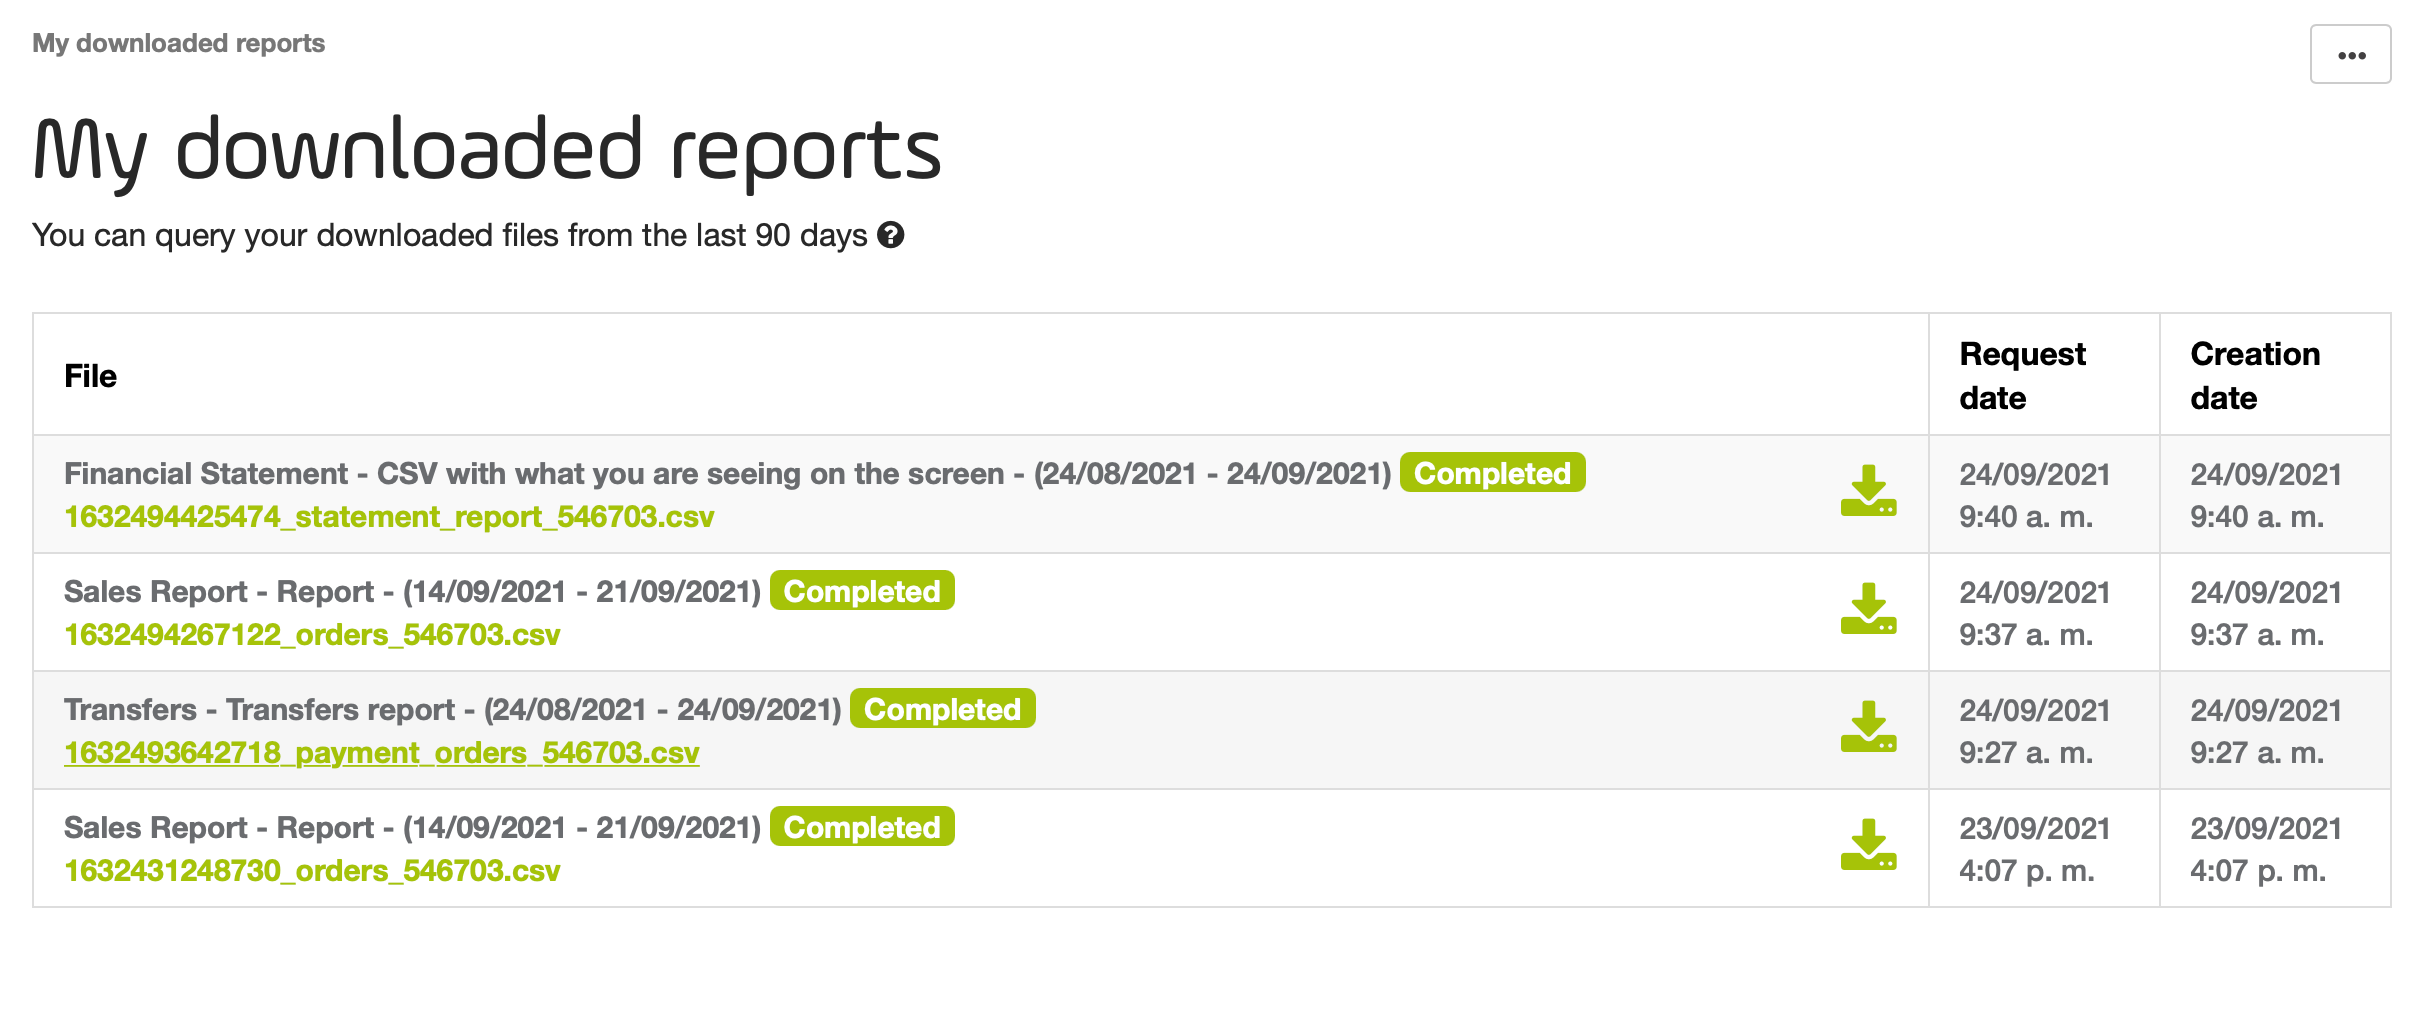 My downloaded reports
•••
My downloaded reports
You can query your downloaded files from the last 90 days ?
File
Request
date
Creation
date
Financial Statement - CSV with what you are seeing on the screen - (24/08/2021 - 24/09/2021) Completed
1632494425474_statement_report_546703.csv
24/09/2021
9:40 a. m.
24/09/2021
9:40 a. m.
Sales Report - Report - (14/09/2021 - 21/09/2021) Completed
1632494267122_orders_546703.csv
24/09/2021
9:37 a. m.
24/09/2021
9:37 a. m.
Transfers - Transfers report - (24/08/2021 - 24/09/2021) Completed
1632493642718_payment_orders_546703.csv
24/09/2021
9:27 a. m.
24/09/2021
9:27 a. m.
Sales Report - Report - (14/09/2021 - 21/09/2021) Completed
1632431248730_orders_546703.csv
23/09/2021
4:07 p. m.
23/09/2021
4:07 p. m.